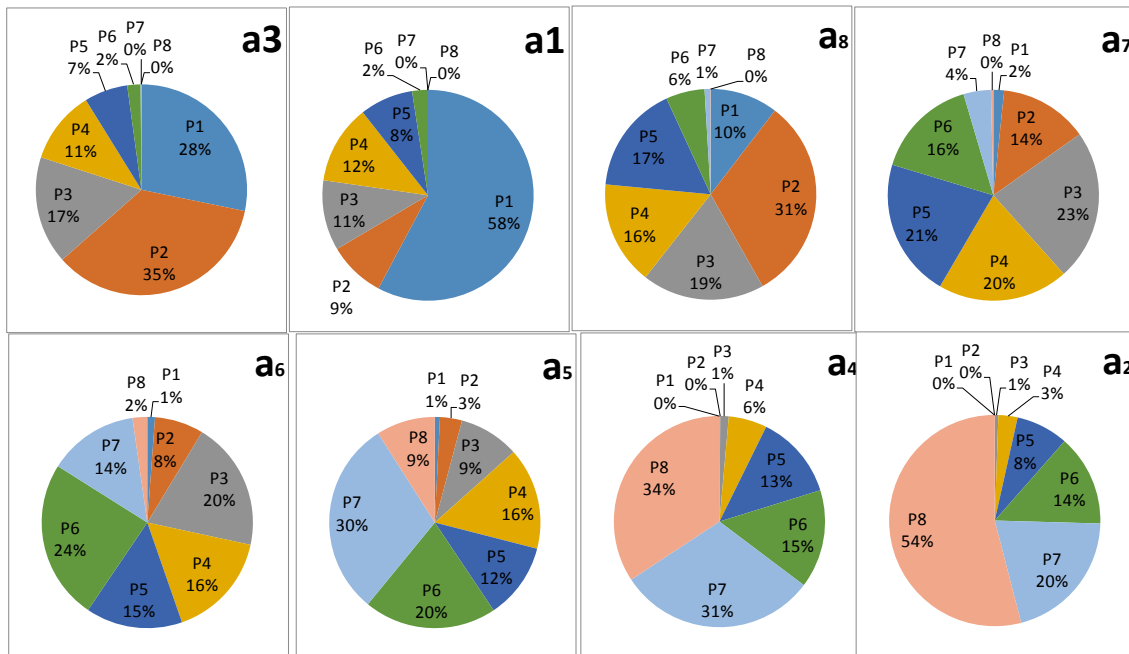 a3
P1
28%
P2
35%
P3
17%
P4
11%
P5
7%
P6
2%
P7
0%
P8
0%
a1
P1
58%
P2
9%
P3
11%
P4
12%
P5
8%
P6
2%
P7
0%
P8
0%
a8
P1
10%
P2
31%
P3
19%
P4
16%
P5
17%
P6
6%
P7
1%
P8
0%
a7
P1
2%
P2
14%
P3
23%
P4
20%
P5
21%
P6
16%
P7
4%
P8
0%
a6
P1
1%
P2
8%
P3
20%
P4
16%
P5
15%
P6
24%
P7
14%
P8
2%
a5
P1
1%
P2
3%
P3
9%
P4
16%
P5
12%
P6
20%
P7
30%
P8
9%
a4
P1
0%
P2
0%
P3
1%
P4
6%
P5
13%
P6
15%
P7
31%
P8
34%
a2
P1
0%
P2
0%
P3
1%
P4
3%
P5
8%
P6
14%
P7
20%
P8
54%